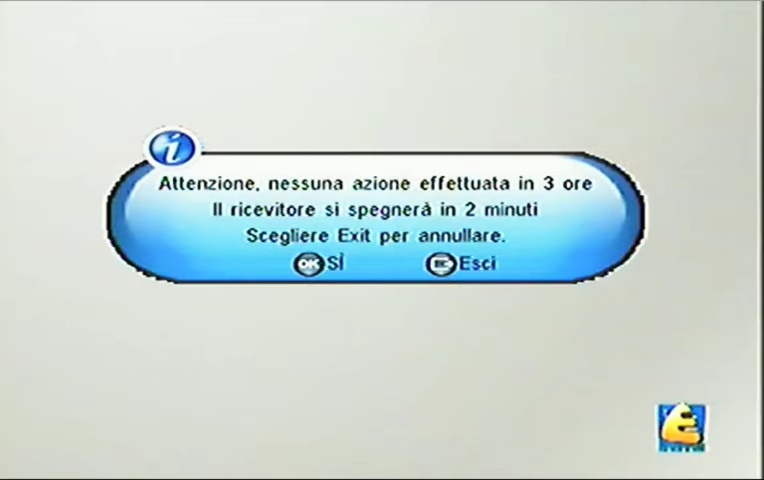 Attenzione, nessuna azione effettuata in 3 ore
Il ricevitore si spegnerà in 2 minuti
Scegliere Exit per annullare.
OK SÌ Esci